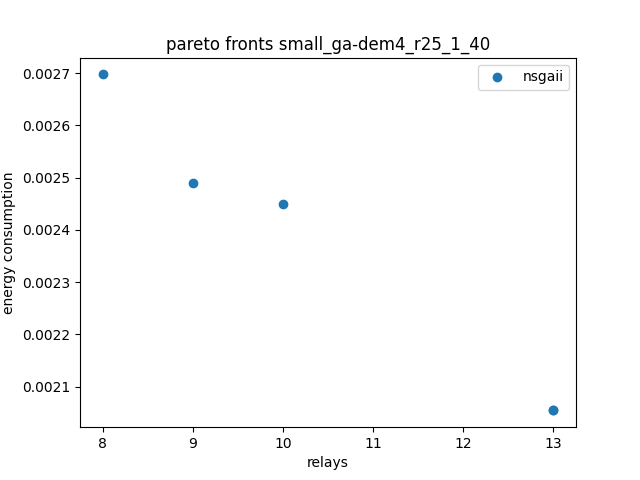 pareto fronts small_ga-dem4_r25_1_40
nsgaii
0.0027
0.0026
0.0025
0.0024
0.0023
0.0022
0.0021
energy consumption
8 9 10 11 12 13
relays